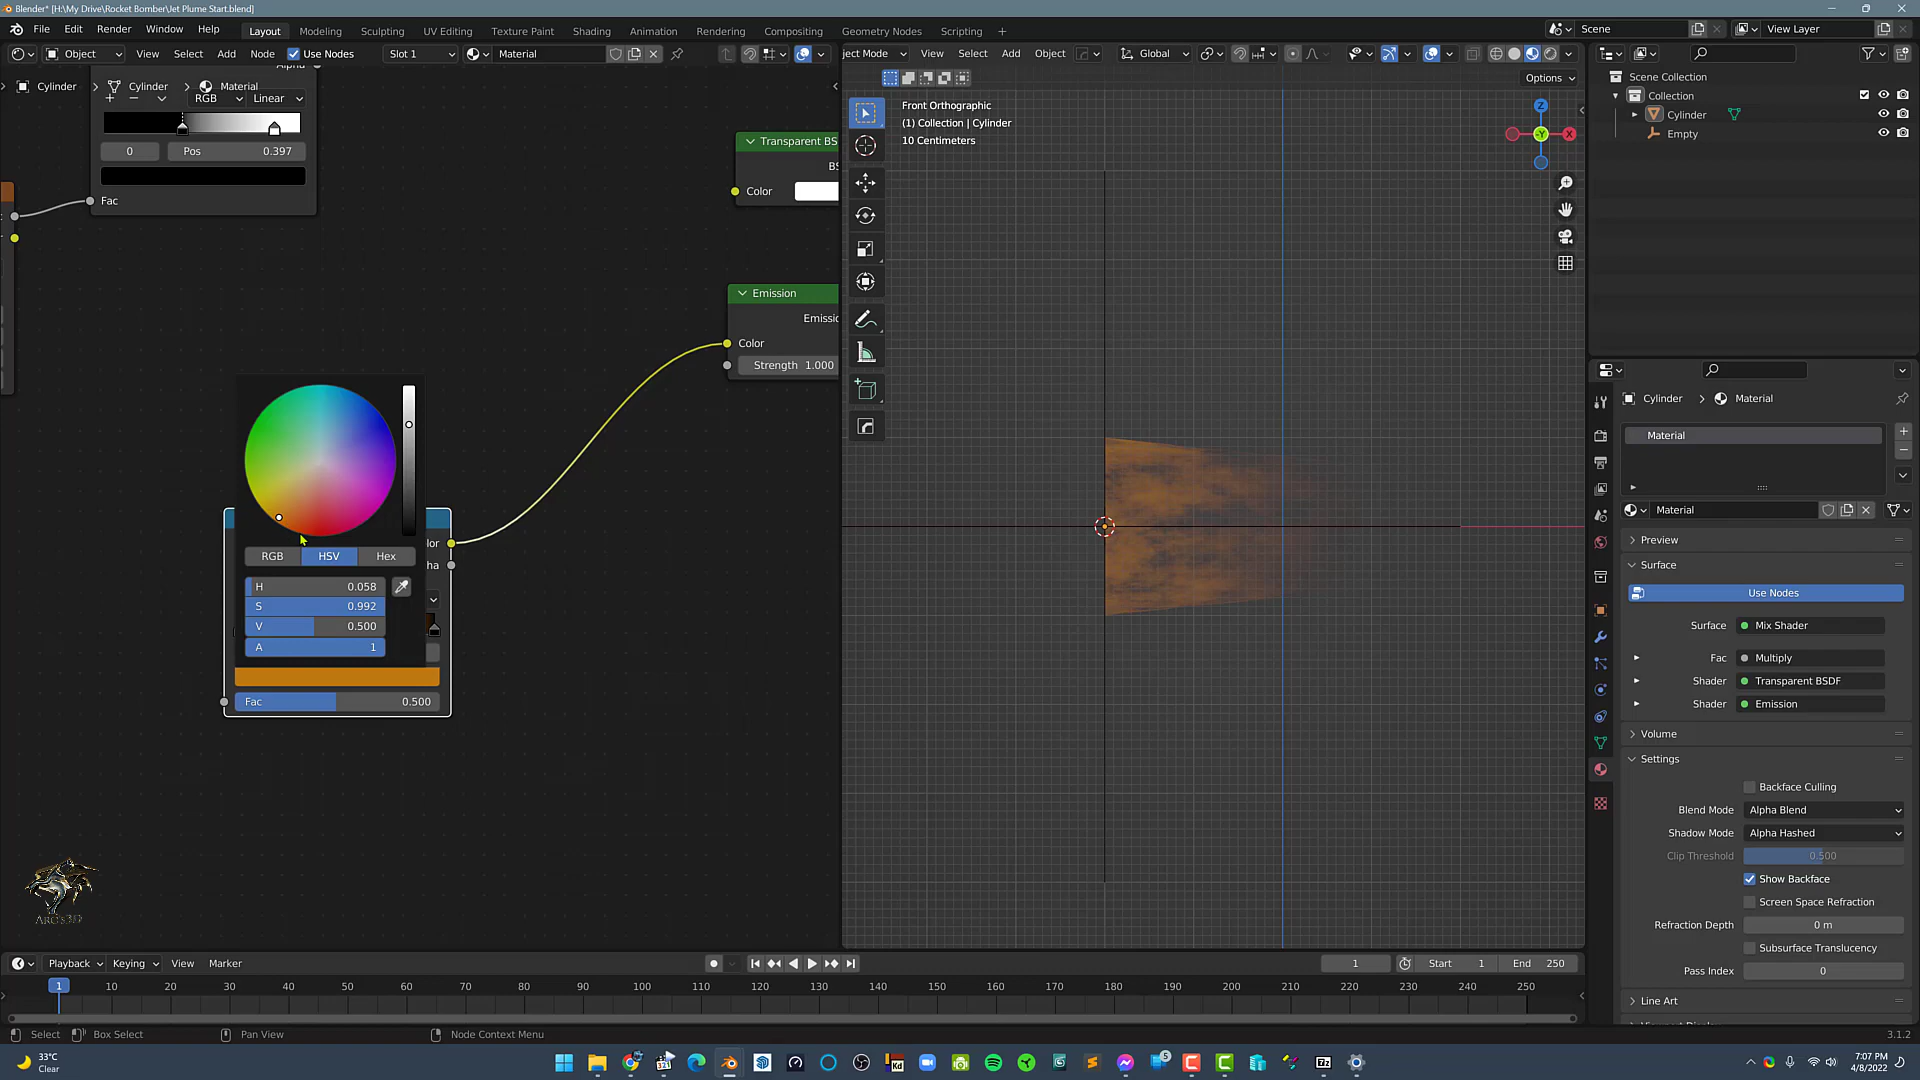 Blender* [H:\My Drive\Rocket Bomber\Jet Plume Start.blend]
File Edit Render Window Help Layout Modeling Sculpting UV Editing Texture Paint Shading Animation Rendering Compositing Geometry Nodes Scripting + Scene View Layer
Object View Select Add Node Use Nodes Slot 1 Material
ject Mode View Select Add Object Global
Options
Cylinder > Cylinder > Material
RGB Linear
0 Pos 0.397
Fac
Transparent BS
BS
Color
Emission
Emissic
Color
Strength 1.000
RGB HSV Hex
H 0.058
S 0.992
V 0.500
A 1
lor
ha
Fac 0.500
ARC's3D
Front Orthographic
(1) Collection | Cylinder
10 Centimeters
Z
Y
X
Scene Collection
Collection
Cylinder
Empty
Cylinder > Material
Material
Material
Preview
Surface
Use Nodes
Surface Mix Shader
Fac Multiply
Shader Transparent BSDF
Shader Emission
Volume
Settings
Backface Culling
Blend Mode Alpha Blend
Shadow Mode Alpha Hashed
Clip Threshold 0.500
Show Backface
Screen Space Refraction
Refraction Depth 0 m
Subsurface Translucency
Pass Index 0
Line Art
Playback Keying View Marker 1 Start 1 End 250
1 10 20 30 40 50 60 70 80 90 100 110 120 130 140 150 160 170 180 190 200 210 220 230 240 250
Select Box Select Pan View Node Context Menu 3.1.2
33°C
Clear
7:07 PM
4/8/2022